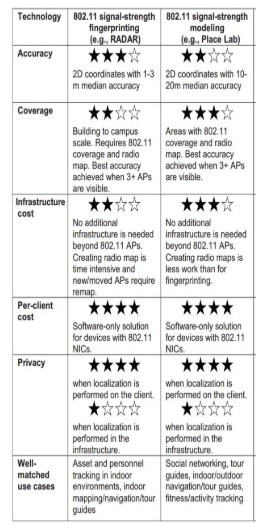 Technology
802.11 signal-strength
fingerprinting
(e.g., RADAR)
802.11 signal-strength
modeling
(e.g., Place Lab)
Accuracy
★★★☆
2D coordinates with 1-3
m median accuracy
★★☆☆
2D coordinates with 10-
20m median accuracy
Coverage
★★☆☆
Building to campus
scale. Requires 802.11
coverage and radio
map. Best accuracy
achieved when 3+ APs
are visible.
★★★☆
Areas with 802.11
coverage and radio
map. Best accuracy
achieved when 3+ APs
are visible.
Infrastructure
cost
★★☆☆
No additional
infrastructure is needed
beyond 802.11 APs.
Creating radio map is
time intensive and
new/moved APs require
remap.
★★★☆
No additional
infrastructure is needed
beyond 802.11 APs.
Creating radio maps is
less work than for
fingerprinting.
Per-client
cost
★★★★
Software-only solution
for devices with 802.11
NICs.
★★★★
Software-only solution
for devices with 802.11
NICs.
Privacy
★★★★
when localization is
performed on the client.
★☆☆☆
when localization is
performed in the
infrastructure.
★★★★
when localization is
performed on the client.
★☆☆☆
when localization is
performed in the
infrastructure.
Well-
matched
use cases
Asset and personnel
tracking in indoor
environments, indoor
mapping/navigation/tour
guides
Social networking, tour
guides, indoor/outdoor
navigation/tour guides,
fitness/activity tracking